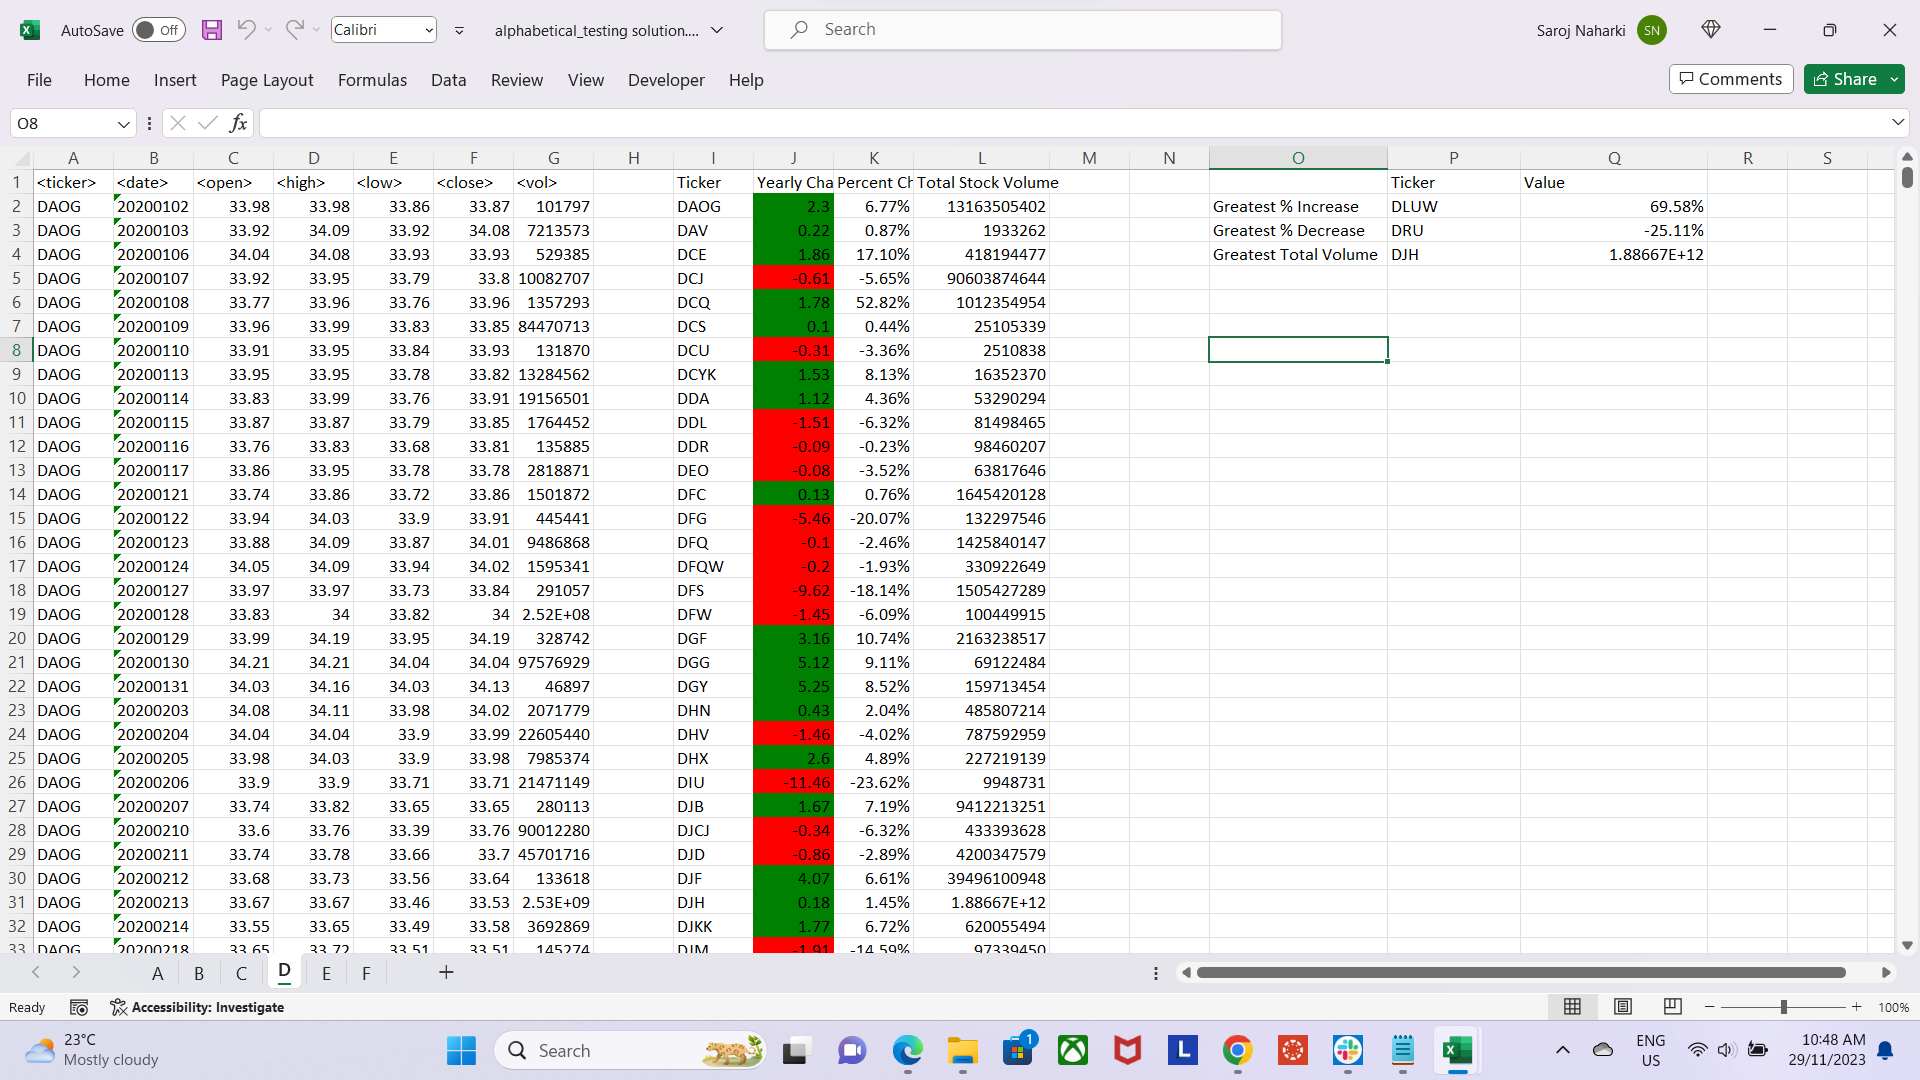 AutoSave Off Calibri alphabetical_testing solution.... Search Saroj Naharki SN
File Home Insert Page Layout Formulas Data Review View Developer Help Comments Share
O8 fx
A B C D E F G H I J K L M N O P Q R S
1 <ticker> <date> <open> <high> <low> <close> <vol> Ticker Yearly Cha Percent Ch Total Stock Volume Ticker Value
2 DAOG 20200102 33.98 33.98 33.86 33.87 101797 DAOG 2.3 6.77% 13163505402 Greatest % Increase DLUW 69.58%
3 DAOG 20200103 33.92 34.09 33.92 34.08 7213573 DAV 0.22 0.87% 1933262 Greatest % Decrease DRU -25.11%
4 DAOG 20200106 34.04 34.08 33.93 33.93 529385 DCE 1.86 17.10% 418194477 Greatest Total Volume DJH 1.88667E+12
5 DAOG 20200107 33.92 33.95 33.79 33.8 10082707 DCJ -0.61 -5.65% 90603874644
6 DAOG 20200108 33.77 33.96 33.76 33.96 1357293 DCQ 1.78 52.82% 1012354954
7 DAOG 20200109 33.96 33.99 33.83 33.85 84470713 DCS 0.1 0.44% 25105339
8 DAOG 20200110 33.91 33.95 33.84 33.93 131870 DCU -0.31 -3.36% 2510838
9 DAOG 20200113 33.95 33.95 33.78 33.82 13284562 DCYK 1.53 8.13% 16352370
10 DAOG 20200114 33.83 33.99 33.76 33.91 19156501 DDA 1.12 4.36% 53290294
11 DAOG 20200115 33.87 33.87 33.79 33.85 1764452 DDL -1.51 -6.32% 81498465
12 DAOG 20200116 33.76 33.83 33.68 33.81 135885 DDR -0.09 -0.23% 98460207
13 DAOG 20200117 33.86 33.95 33.78 33.78 2818871 DEO -0.08 -3.52% 63817646
14 DAOG 20200121 33.74 33.86 33.72 33.86 1501872 DFC 0.13 0.76% 1645420128
15 DAOG 20200122 33.94 34.03 33.9 33.91 445441 DFG -5.46 -20.07% 132297546
16 DAOG 20200123 33.88 34.09 33.87 34.01 9486868 DFQ -0.1 -2.46% 1425840147
17 DAOG 20200124 34.05 34.09 33.94 34.02 1595341 DFQW -0.2 -1.93% 330922649
18 DAOG 20200127 33.97 33.97 33.73 33.84 291057 DFS -9.62 -18.14% 1505427289
19 DAOG 20200128 33.83 34 33.82 34 2.52E+08 DFW -1.45 -6.09% 100449915
20 DAOG 20200129 33.99 34.19 33.95 34.19 328742 DGF 3.16 10.74% 2163238517
21 DAOG 20200130 34.21 34.21 34.04 34.04 97576929 DGG 5.12 9.11% 69122484
22 DAOG 20200131 34.03 34.16 34.03 34.13 46897 DGY 5.25 8.52% 159713454
23 DAOG 20200203 34.08 34.11 33.98 34.02 2071779 DHN 0.43 2.04% 485807214
24 DAOG 20200204 34.04 34.04 33.9 33.99 22605440 DHV -1.46 -4.02% 787592959
25 DAOG 20200205 33.98 34.03 33.9 33.98 7985374 DHX 2.6 4.89% 227219139
26 DAOG 20200206 33.9 33.9 33.71 33.71 21471149 DIU -11.46 -23.62% 9948731
27 DAOG 20200207 33.74 33.82 33.65 33.65 280113 DJB 1.67 7.19% 9412213251
28 DAOG 20200210 33.6 33.76 33.39 33.76 90012280 DJCJ -0.34 -6.32% 433393628
29 DAOG 20200211 33.74 33.78 33.66 33.7 45701716 DJD -0.86 -2.89% 4200347579
30 DAOG 20200212 33.68 33.73 33.56 33.64 133618 DJF 4.07 6.61% 39496100948
31 DAOG 20200213 33.67 33.67 33.46 33.53 2.53E+09 DJH 0.18 1.45% 1.88667E+12
32 DAOG 20200214 33.55 33.65 33.49 33.58 3692869 DJKK 1.77 6.72% 620055494
33 DAOG 20200218 33.65 33.72 33.51 33.51 145274 DJM -1.91 -14.59% 97339450
A B C D E F
Ready Accessibility: Investigate 100%
23°C Mostly cloudy Search 1 L ENG US 10:48 AM 29/11/2023